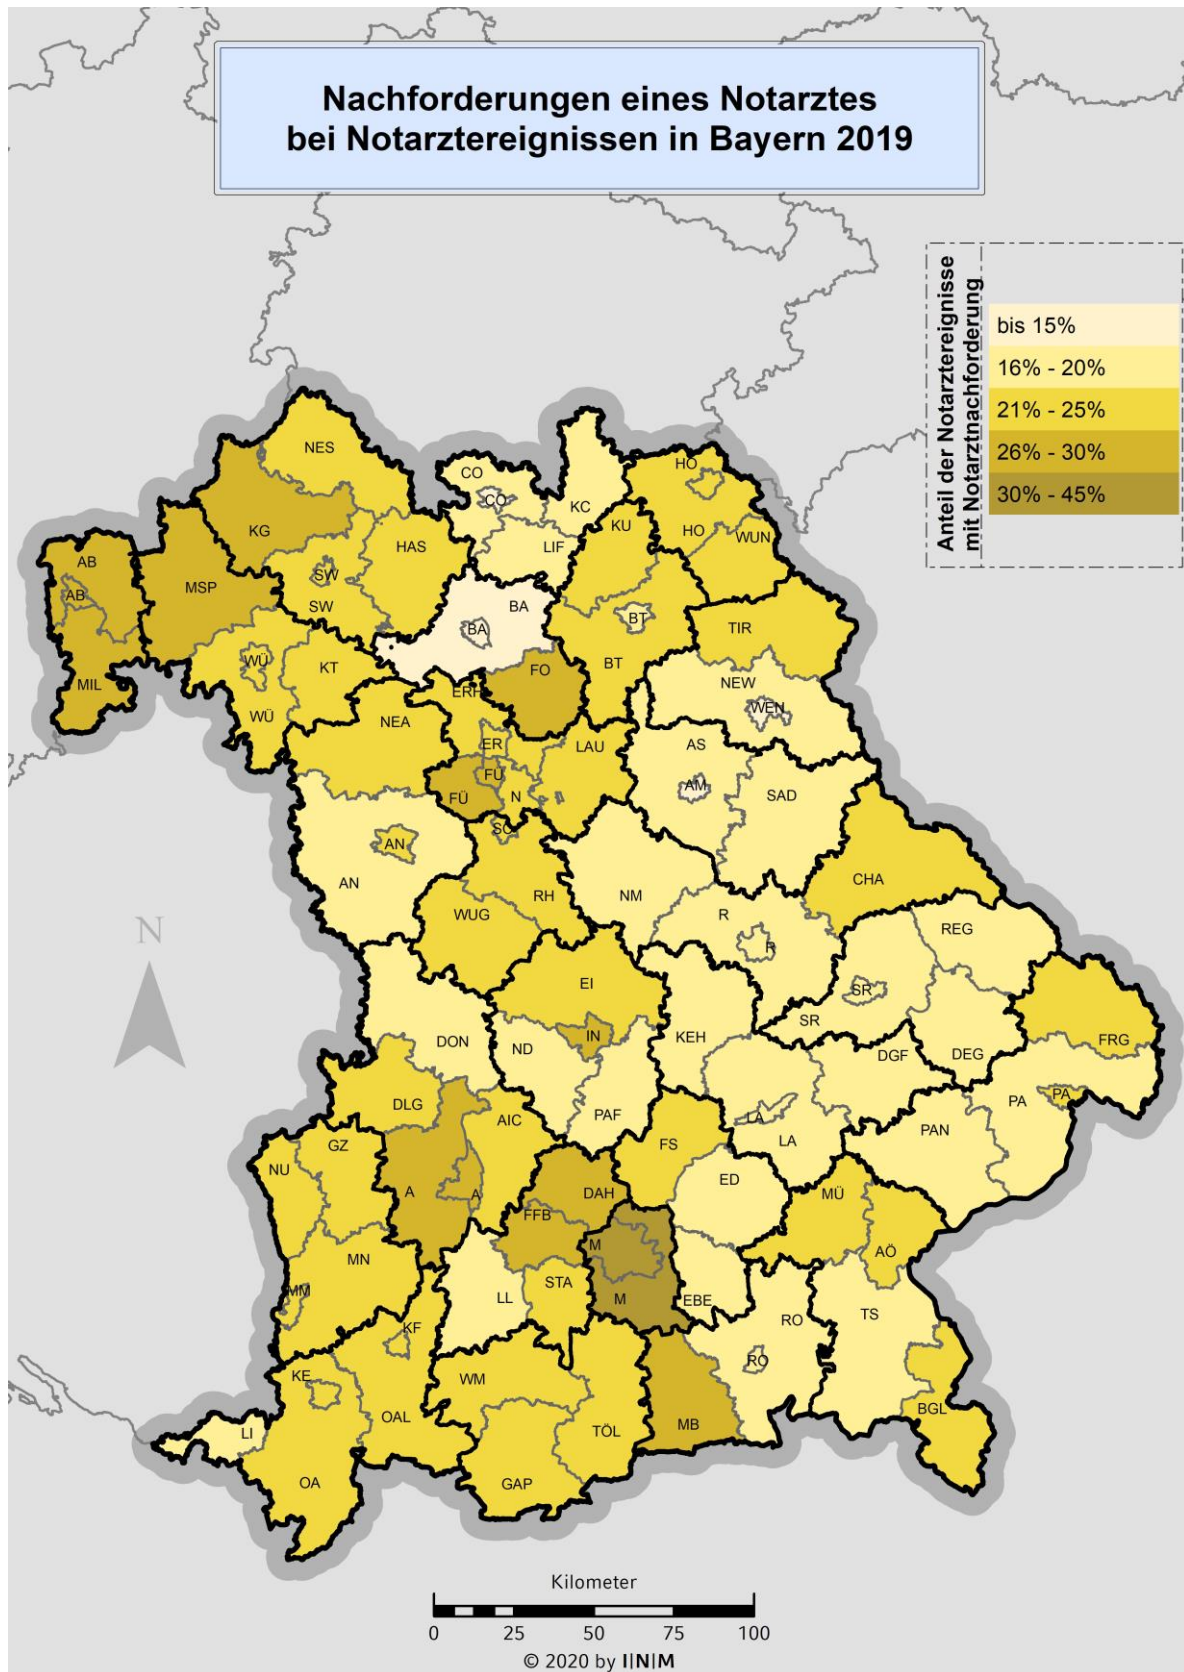 Nachforderungen eines Notarztes
bei Notarztereignissen in Bayern 2019
Anteil der Notarztereignisse
mit Notarztnachforderung
bis 15%
16% - 20%
21% - 25%
26% - 30%
30% - 45%
NES
CO
HO
CO
KC
KG
KU
HO
WUN
HAS
LIF
AB
SW
MSP
AB
SW
BA
BT
BA
TIR
WÜ
KT
FO
BT
MIL
NEW
ERH
WEN
WÜ
NEA
ER
LAU
AS
FÜ
AM
SAD
FÜ
N
SC
AN
CHA
AN
RH
NM
WUG
R
REG
N
R
EI
SR
SR
IN
KEH
ND
DON
DGF
DEG
FRG
PA
PA
DLG
AIC
PAF
LA
LA
PAN
GZ
FS
NU
ED
A
A
DAH
MÜ
FFB
M
AÖ
MN
STA
MM
LL
M
EBE
RO
TS
KF
RO
KE
WM
OAL
BGL
LI
TÖL
MB
OA
GAP
Kilometer
0 25 50 75 100
© 2020 by I|N|M